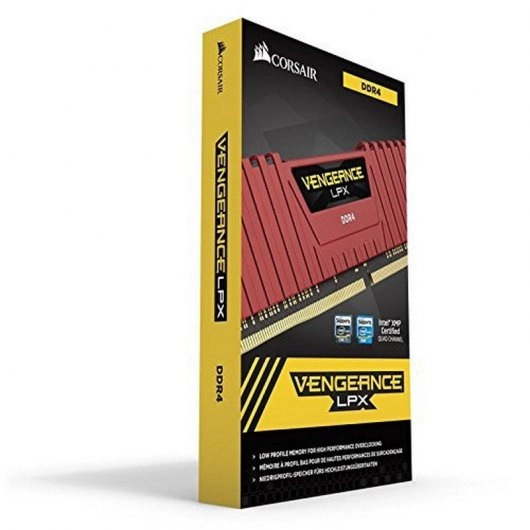 CORSAIR
VENGEANCE LPX
DDR4
CORSAIR
DDR4
VENGEANCE
LPX
DDR4
Intel® XMP
Certified
QUAD CHANNEL
VENGEANCE
LPX
> LOW PROFILE MEMORY FOR HIGH PERFORMANCE OVERCLOCKING
> MÉMOIRE À PROFIL BAS POUR DE HAUTES PERFORMANCES DE SURCADENÇAGE
> NIEDRIGPROFIL-SPEICHER FÜRS HOCHLEISTUNGSÜBERTAKTEN